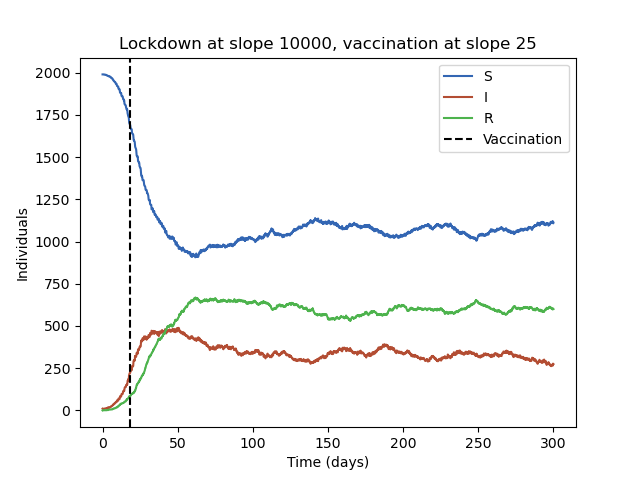 Lockdown at slope 10000, vaccination at slope 25
2000
1750
1500
1250
1000
750
500
250
0
Individuals
S
I
R
Vaccination
0 50 100 150 200 250 300
Time (days)